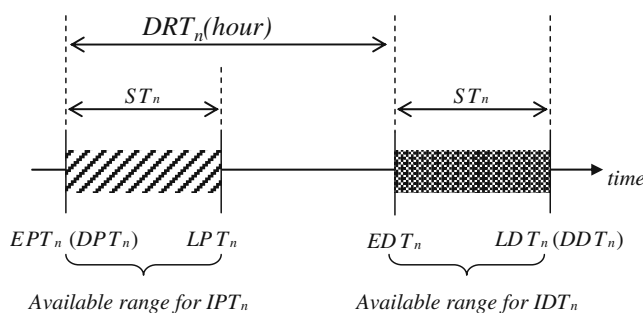 DRTₙ(hour)
STₙ STₙ
time
EPTₙ (DPTₙ) LPTₙ EDTₙ LDTₙ (DDTₙ)
Available range for IPTₙ Available range for IDTₙ